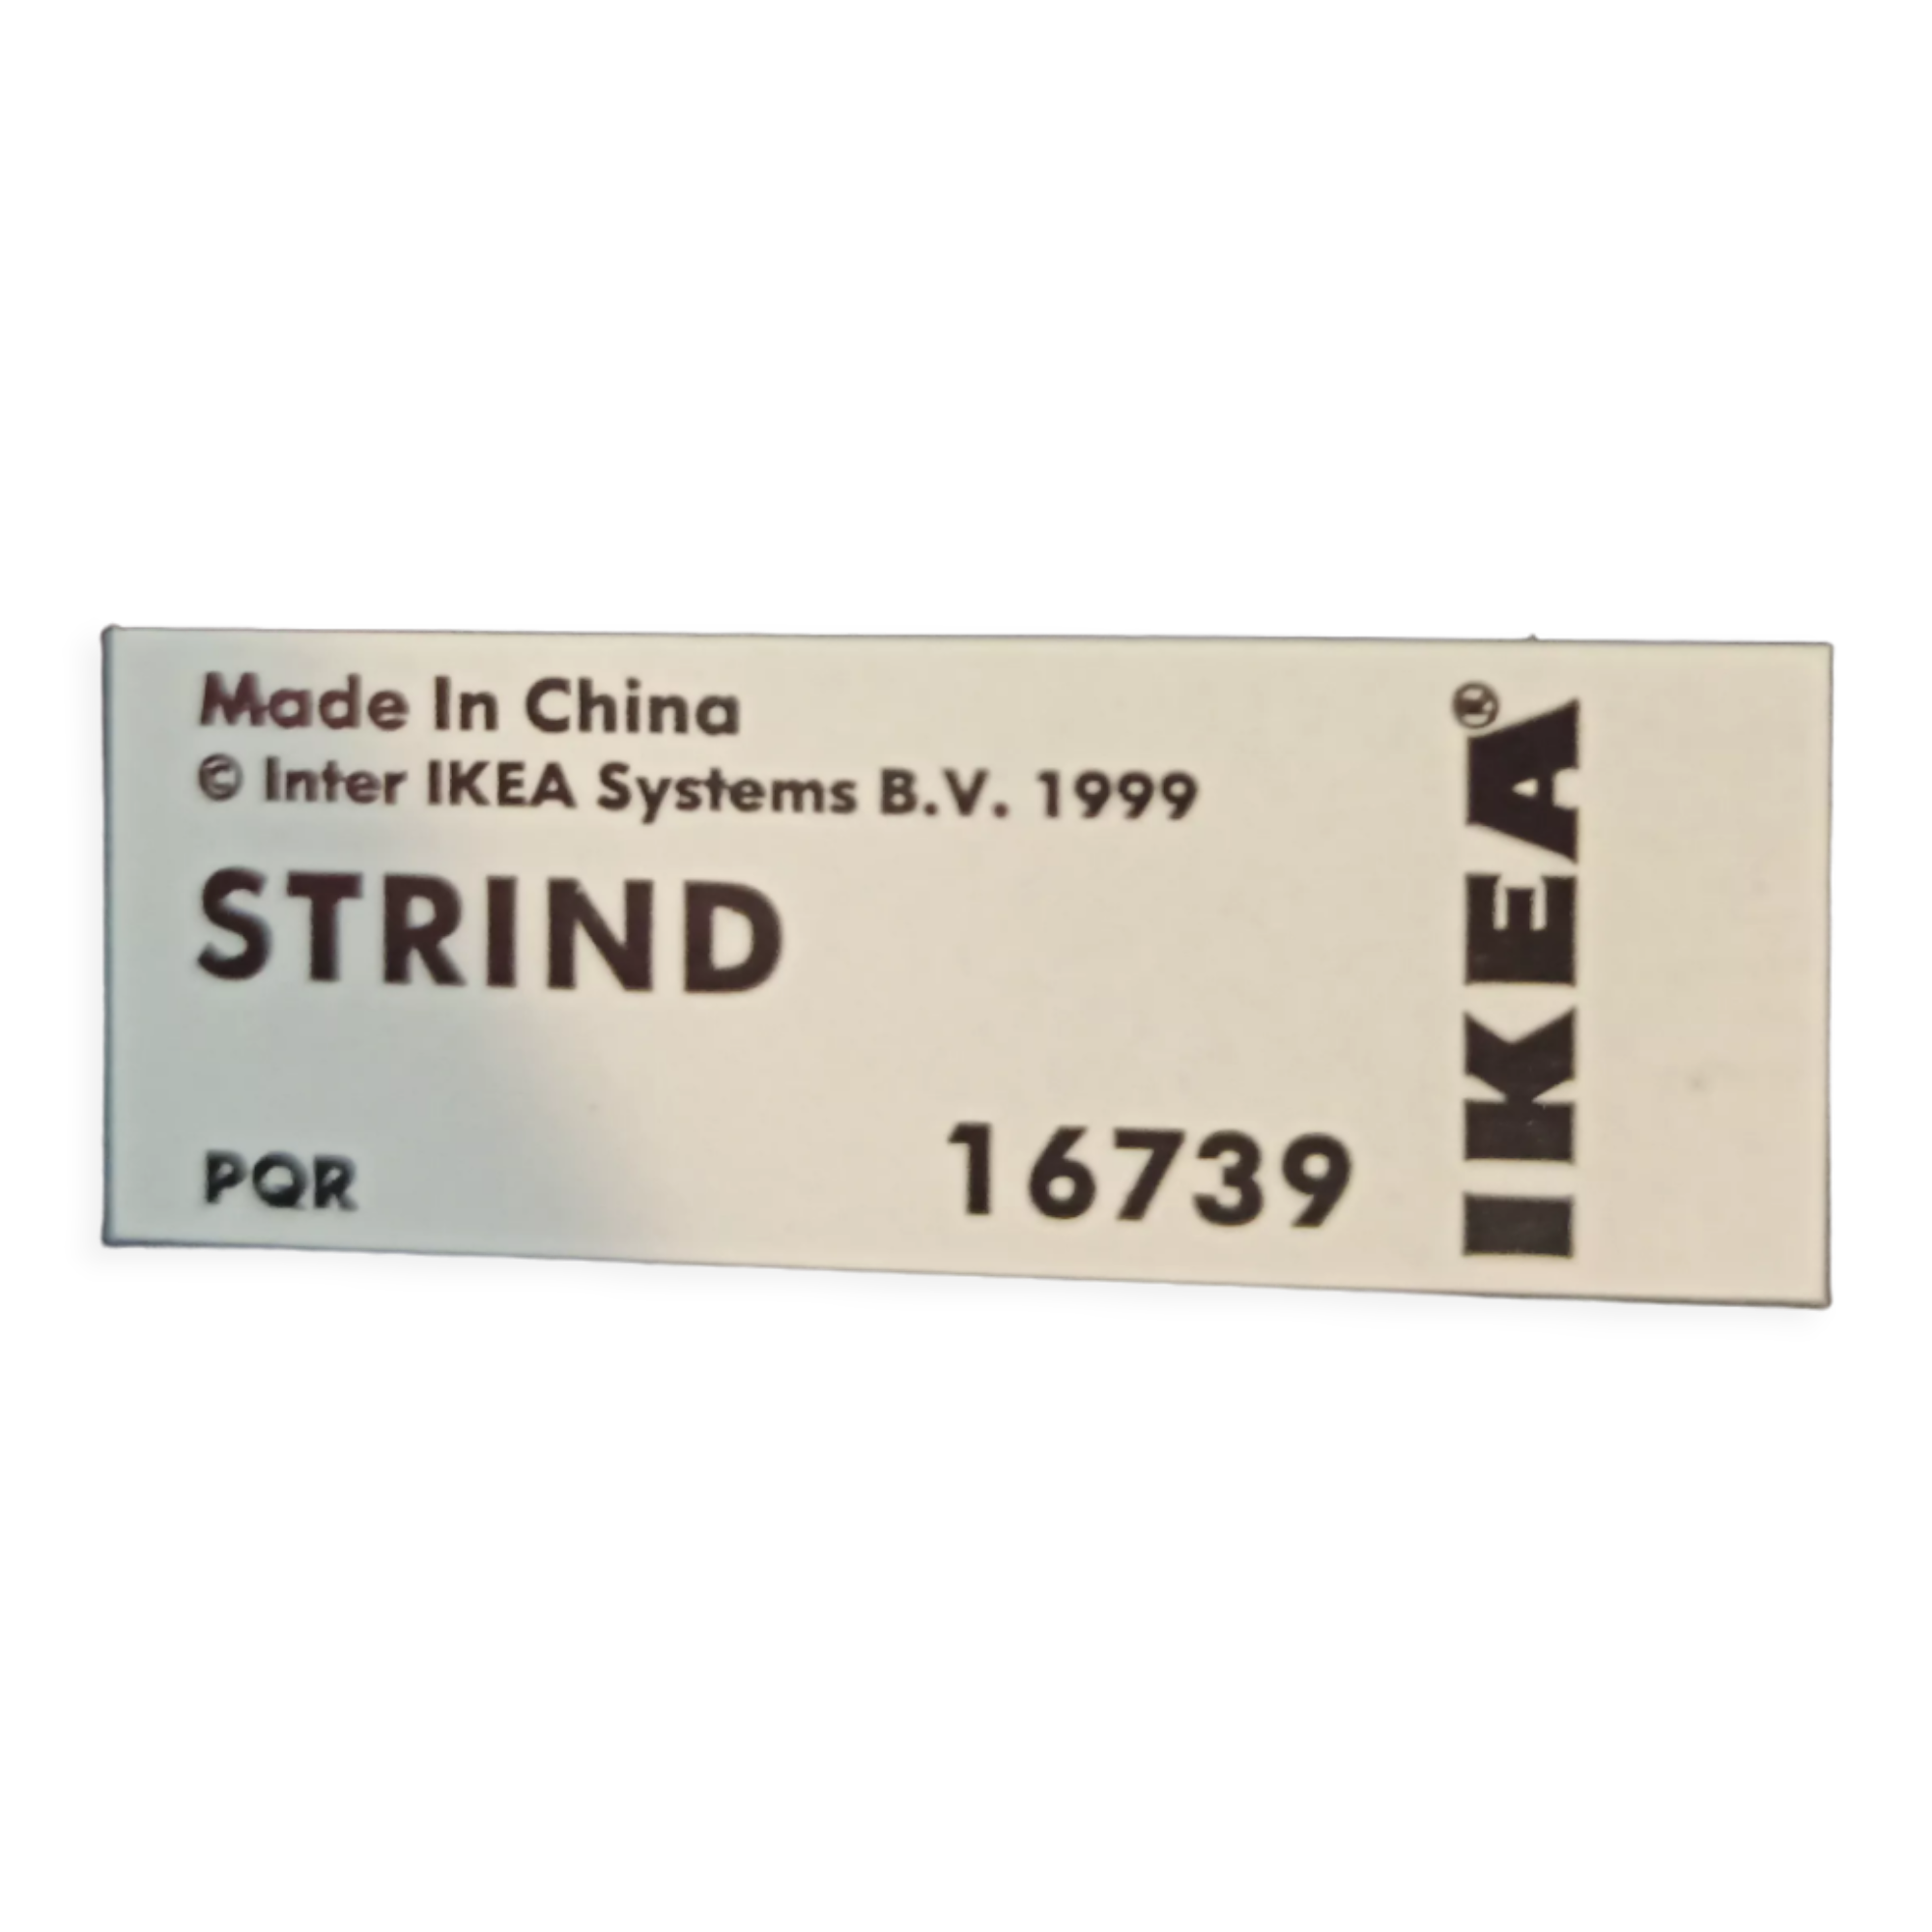 Made In China
© Inter IKEA Systems B.V. 1999
STRIND
PQR
16739
IKEA®